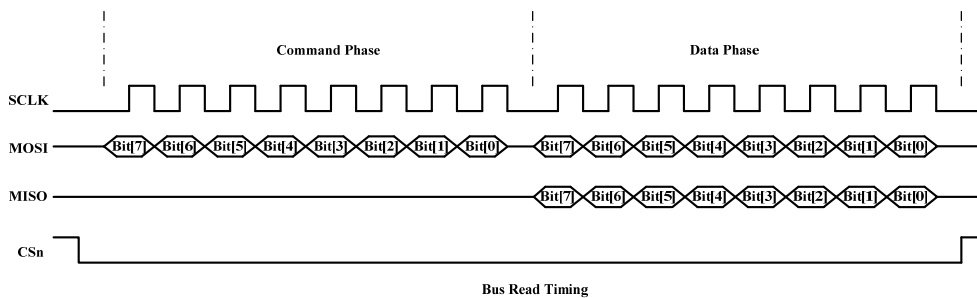 Command Phase Data Phase
SCLK
MOSI Bit[7] Bit[6] Bit[5] Bit[4] Bit[3] Bit[2] Bit[1] Bit[0] Bit[7] Bit[6] Bit[5] Bit[4] Bit[3] Bit[2] Bit[1] Bit[0]
MISO Bit[7] Bit[6] Bit[5] Bit[4] Bit[3] Bit[2] Bit[1] Bit[0]
CSn
Bus Read Timing